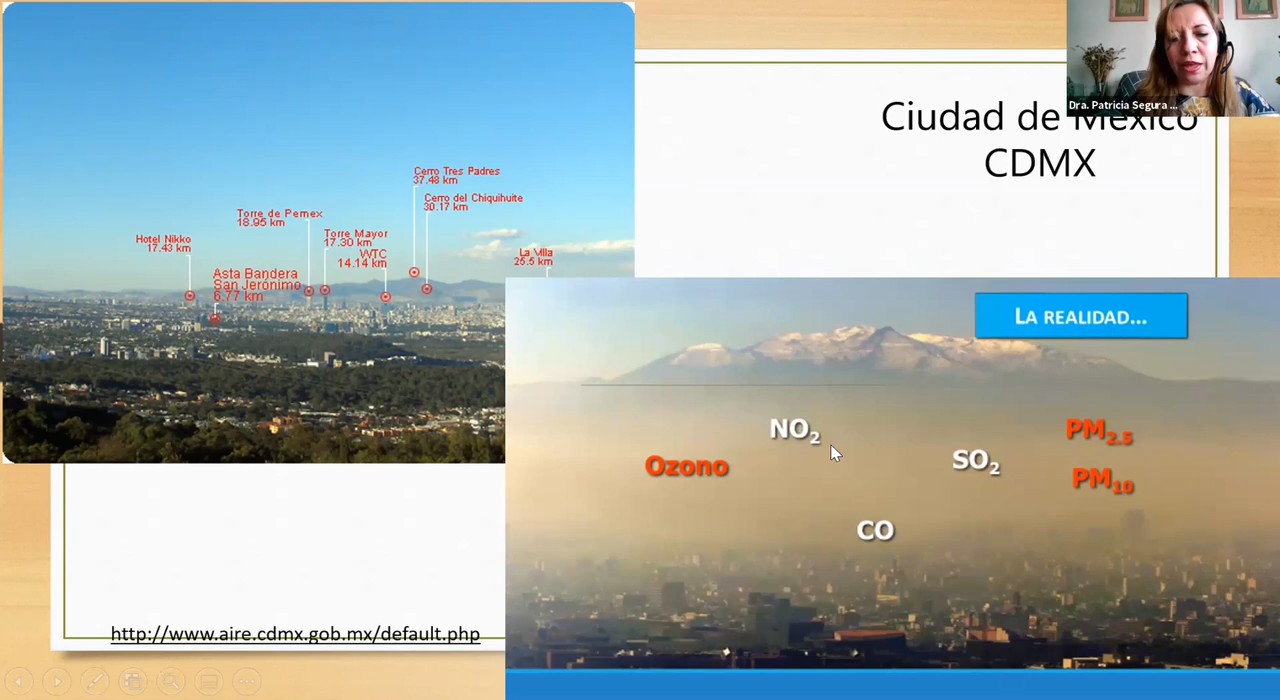 Dra. Patricia Segura ...
Ciudad de México
CDMX
Cerro Tres Padres
37.48 km
Cerro del Chiquihuite
30.17 km
Torre de Pemex
18.95 km
Torre Mayor
17.30 km
Hotel Nikko
17.43 km
WTC
14.14 km
La Villa
25.5 km
Asta Bandera
San Jerónimo
6.77 km
LA REALIDAD...
NO₂
PM₂.₅
Ozono
SO₂
PM₁₀
CO
http://www.aire.cdmx.gob.mx/default.php